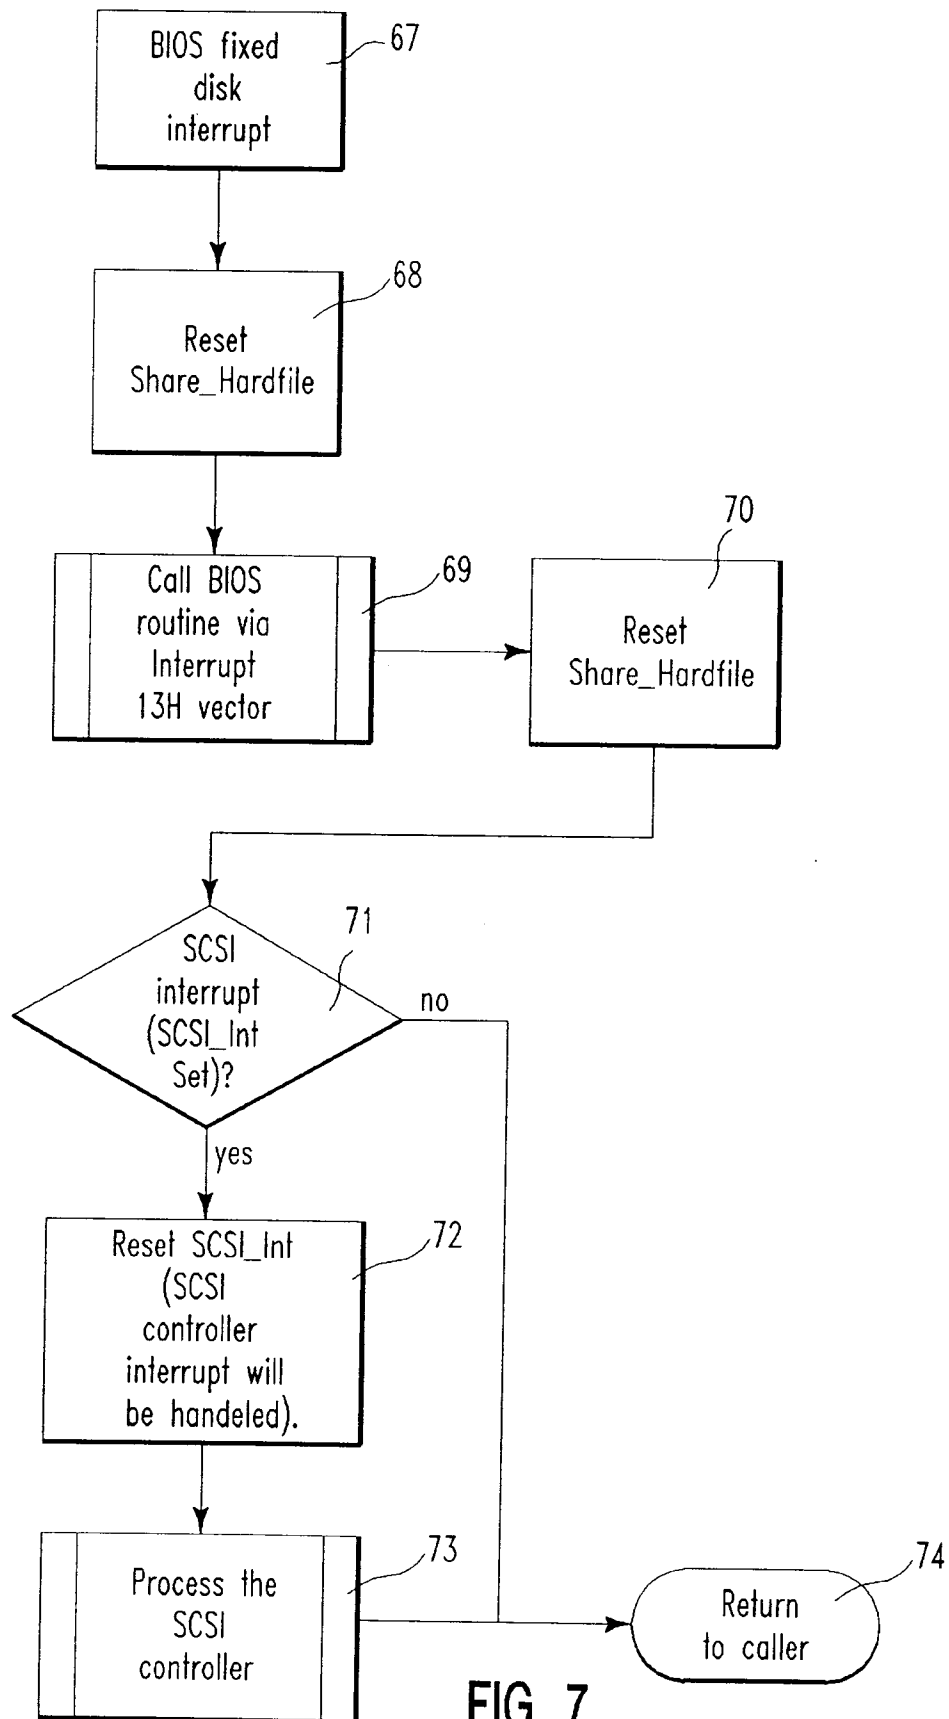 BIOS fixed
disk
interrupt
67
Reset
Share_Hardfile
68
Call BIOS
routine via
Interrupt
13H vector
69
Reset
Share_Hardfile
70
SCSI
interrupt
(SCSI_Int
Set)?
71
no
yes
Reset SCSI_Int
(SCSI
controller
interrupt will
be handeled).
72
Process the
SCSI
controller
73
Return
to caller
74
FIG. 7